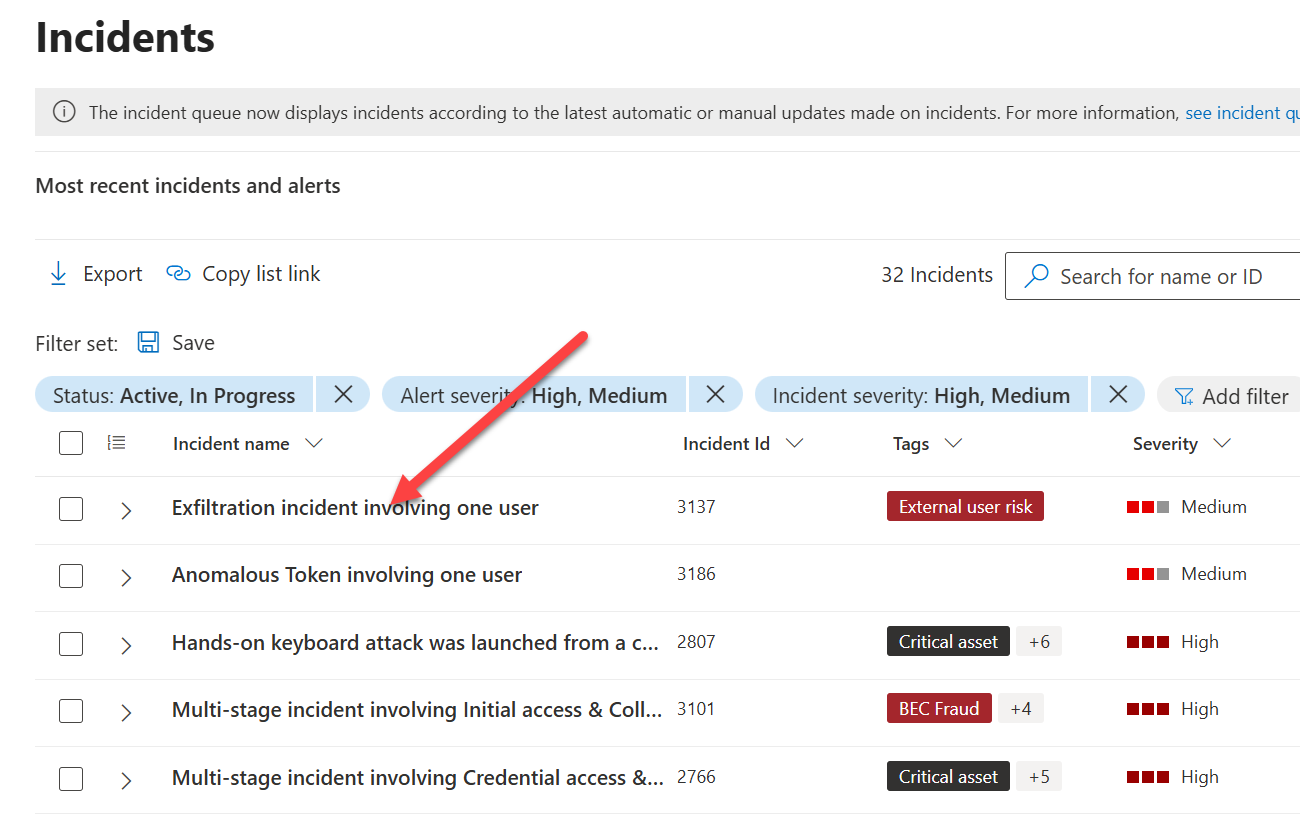 Incidents
The incident queue now displays incidents according to the latest automatic or manual updates made on incidents. For more information, see incident qu
Most recent incidents and alerts
Export Copy list link 32 Incidents Search for name or ID
Filter set: Save
Status: Active, In Progress Alert severity: High, Medium Incident severity: High, Medium Add filter
Incident name Incident Id Tags Severity
Exfiltration incident involving one user 3137 External user risk Medium
Anomalous Token involving one user 3186 Medium
Hands-on keyboard attack was launched from a c... 2807 Critical asset +6 High
Multi-stage incident involving Initial access & Coll... 3101 BEC Fraud +4 High
Multi-stage incident involving Credential access &... 2766 Critical asset +5 High